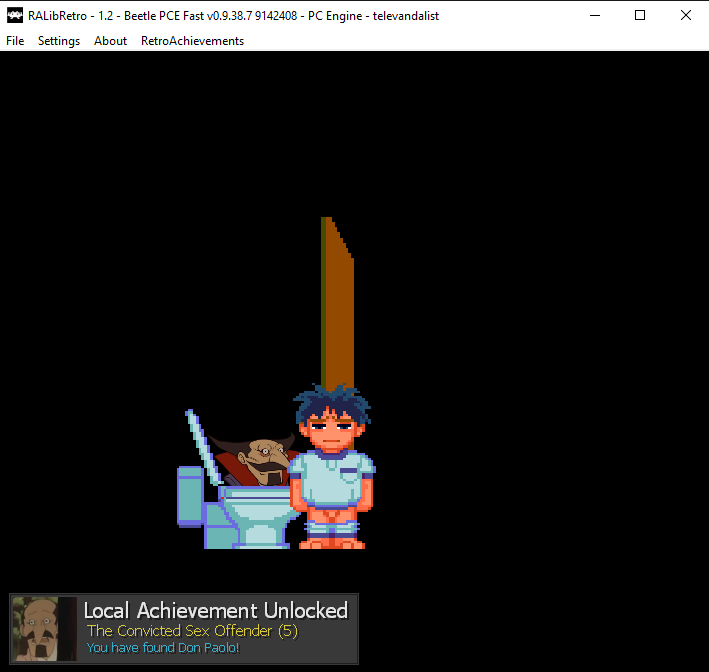 RALibRetro - 1.2 - Beetle PCE Fast v0.9.38.7 9142408 - PC Engine - televandalist
File Settings About RetroAchievements
Local Achievement Unlocked
The Convicted Sex Offender (5)
You have found Don Paolo!